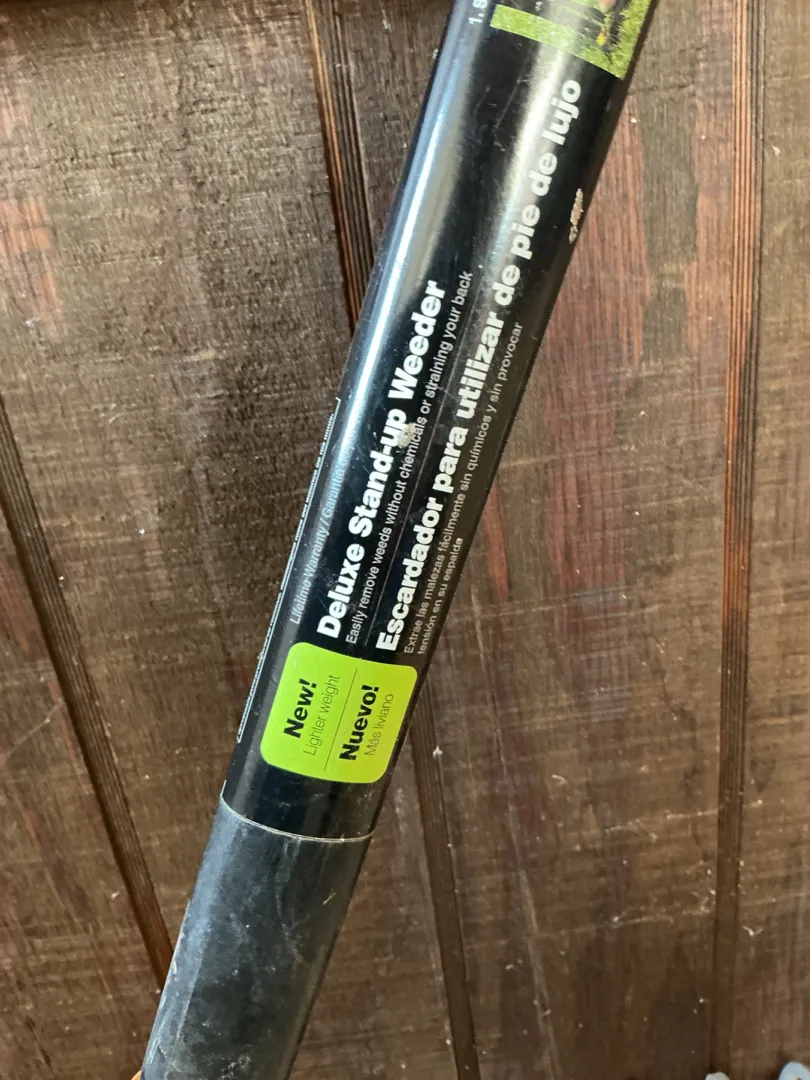 1. S
Lifetime Warranty / Garantía
Deluxe Stand-up Weeder
Easily remove weeds without chemicals or straining your back
Escardador para utilizar de pie de lujo
Extrae las malezas fácilmente sin químicos y sin provocar
tensión en su espalda
New!
Lighter weight
Nuevo!
Más liviano